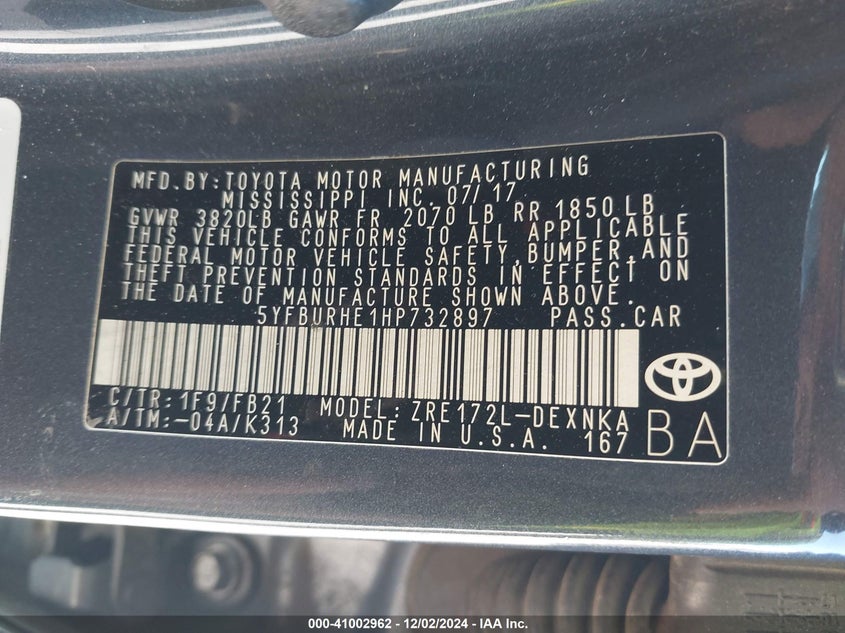 MFD.BY:TOYOTA MOTOR MANUFACTURING
MISSISSIPPI INC. 07/17
GVWR 3820LB GAWR FR 2070 LB RR 1850 LB
THIS VEHICLE CONFORMS TO ALL APPLICABLE
FEDERAL MOTOR VEHICLE SAFETY,BUMPER,AND
THEFT PREVENTION STANDARDS IN EFFECT ON
THE DATE OF MANUFACTURE SHOWN ABOVE.
5YFBURHE1HP732897 PASS.CAR
C/TR:1F9/FB21 MODEL:ZRE172L-DEXNKA
A/TM:-04A/K313 MADE IN U.S.A. 167
BA
000-41002962 - 12/02/2024 - IAA Inc.